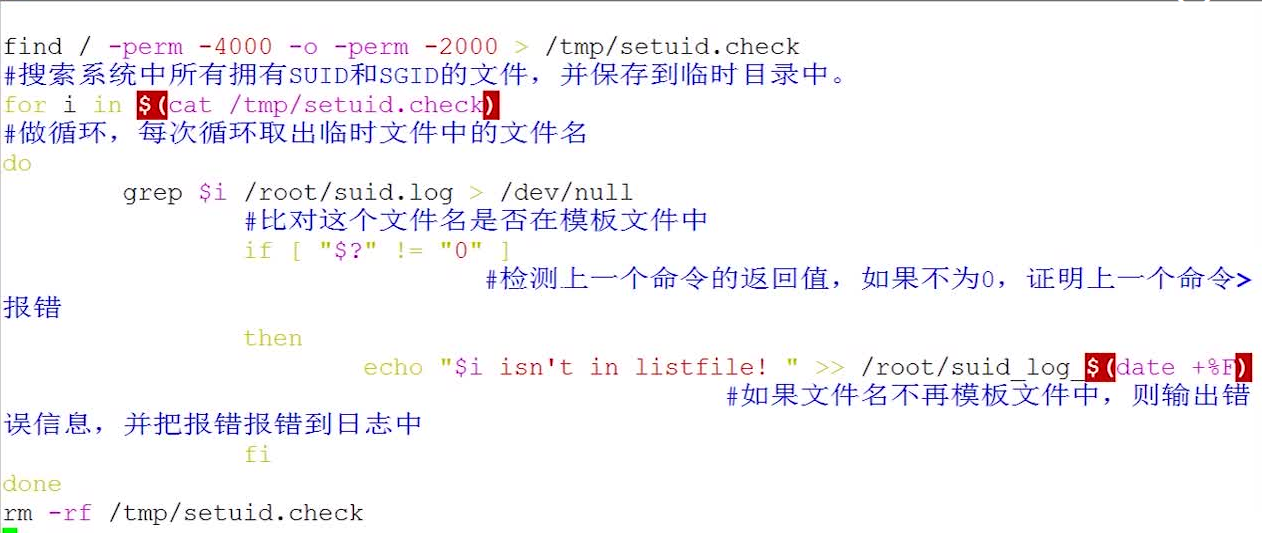 find / -perm -4000 -o -perm -2000 > /tmp/setuid.check
#搜索系统中所有拥有SUID和SGID的文件，并保存到临时目录中。
for i in $(cat /tmp/setuid.check)
#做循环，每次循环取出临时文件中的文件名
do
grep $i /root/suid.log > /dev/null
#比对这个文件名是否在模板文件中
if [ "$?" != "0" ]
#检测上一个命令的返回值，如果不为0，证明上一个命令>
报错
then
echo "$i isn't in listfile! " >> /root/suid_log_$(date +%F)
#如果文件名不再模板文件中，则输出错
误信息，并把报错报错到日志中
fi
done
rm -rf /tmp/setuid.check